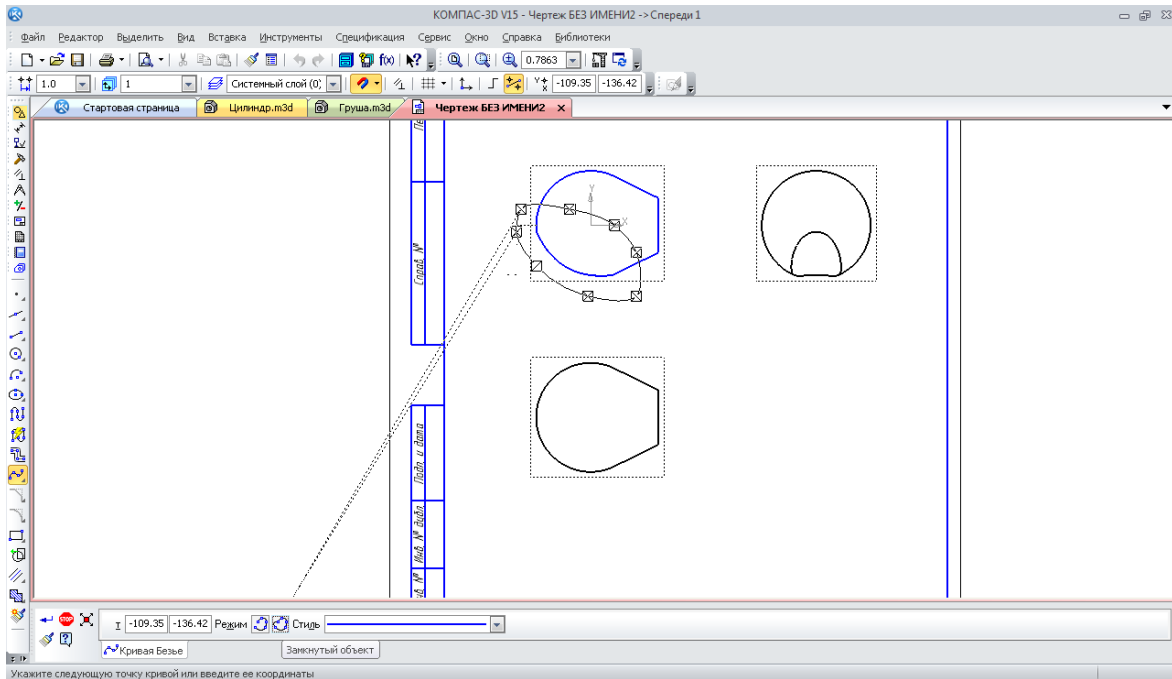 КОМПАС-3D V15 - Чертеж БЕЗ ИМЕНИ2 ->Спереди 1
Файл Редактор Выделить Вид Вставка Инструменты Спецификация Сервис Окно Справка Библиотеки
0.7863
1.0 1 Системный слой (0) -109.35 -136.42
Стартовая страница Цилиндр.m3d Груша.m3d Чертеж БЕЗ ИМЕНИ2
Y
X
Справ. №
Подп. и дата
Инв. № дубл.
-109.35 -136.42 Режим Стиль
Кривая Безье Замкнутый объект
Укажите следующую точку кривой или введите ее координаты